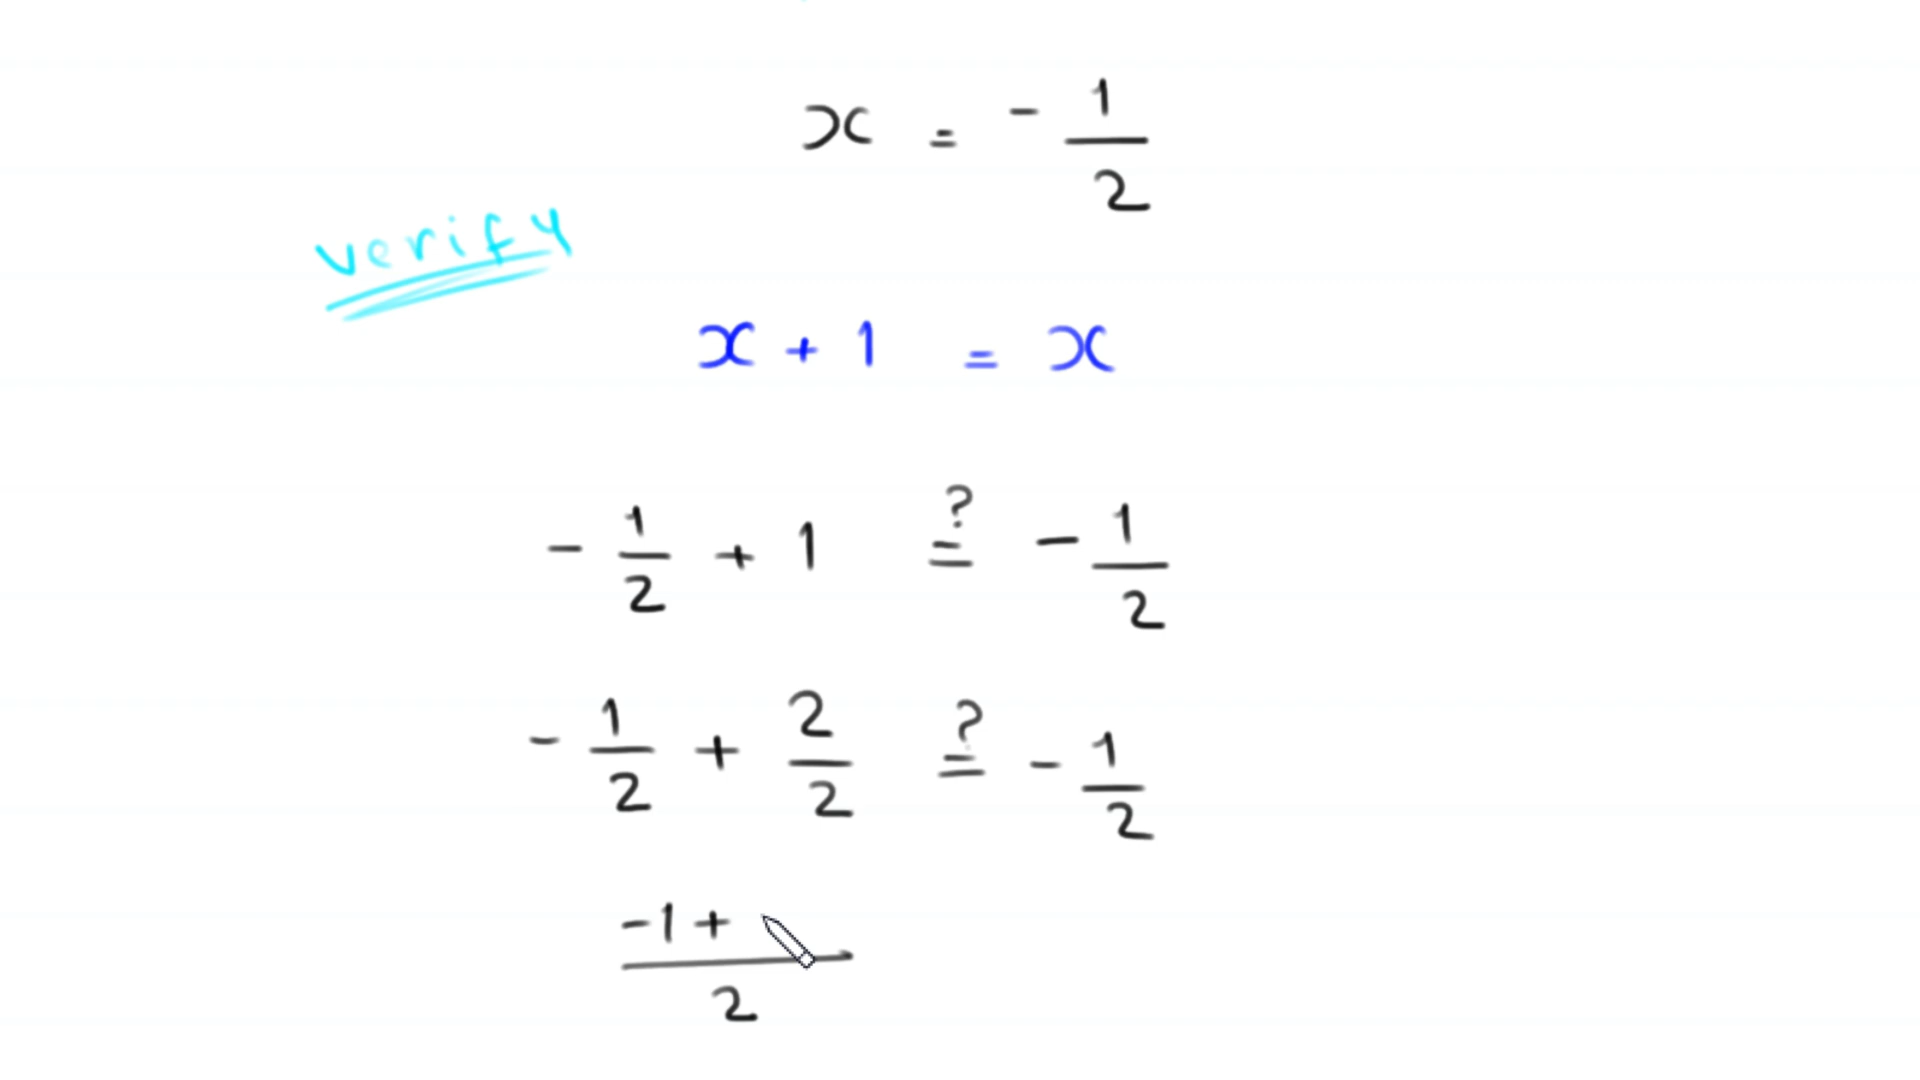 x = - 1/2
verify
x + 1 = x
- 1/2 + 1 ?= - 1/2
- 1/2 + 2/2 ?= - 1/2
-1 + / 2